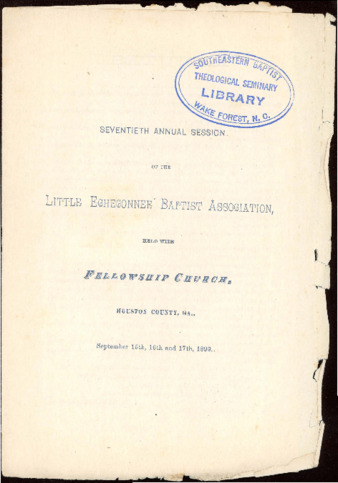 SOUTHEASTERN BAPTIST
THEOLOGICAL SEMINARY
LIBRARY
WAKE FOREST, N. C.
SEVENTIETH ANNUAL SESSION
OF THE
LITTLE ECHECONNEE BAPTIST ASSOCIATION,
HELD WITH
FELLOWSHIP CHURCH,
HOUSTON COUNTY, GA.,
September 15th, 16th and 17th,